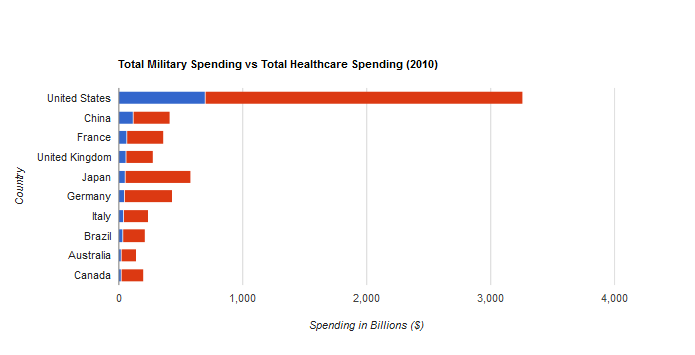 Total Military Spending vs Total Healthcare Spending (2010)
Country
United States
China
France
United Kingdom
Japan
Germany
Italy
Brazil
Australia
Canada
0 1,000 2,000 3,000 4,000
Spending in Billions ($)